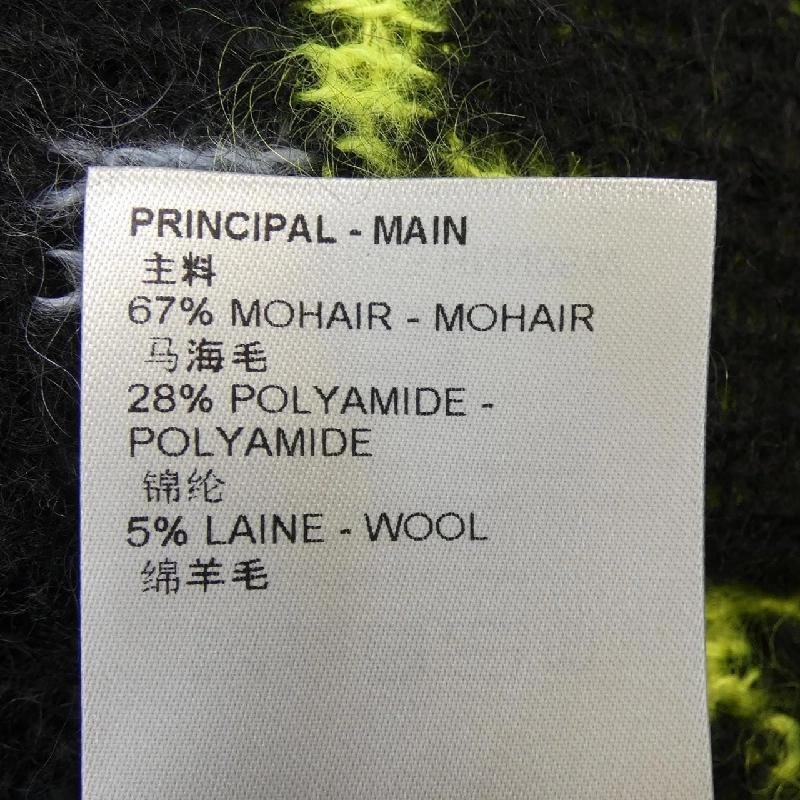 PRINCIPAL - MAIN
主料
67% MOHAIR - MOHAIR
马海毛
28% POLYAMIDE -
POLYAMIDE
锦纶
5% LAINE - WOOL
绵羊毛